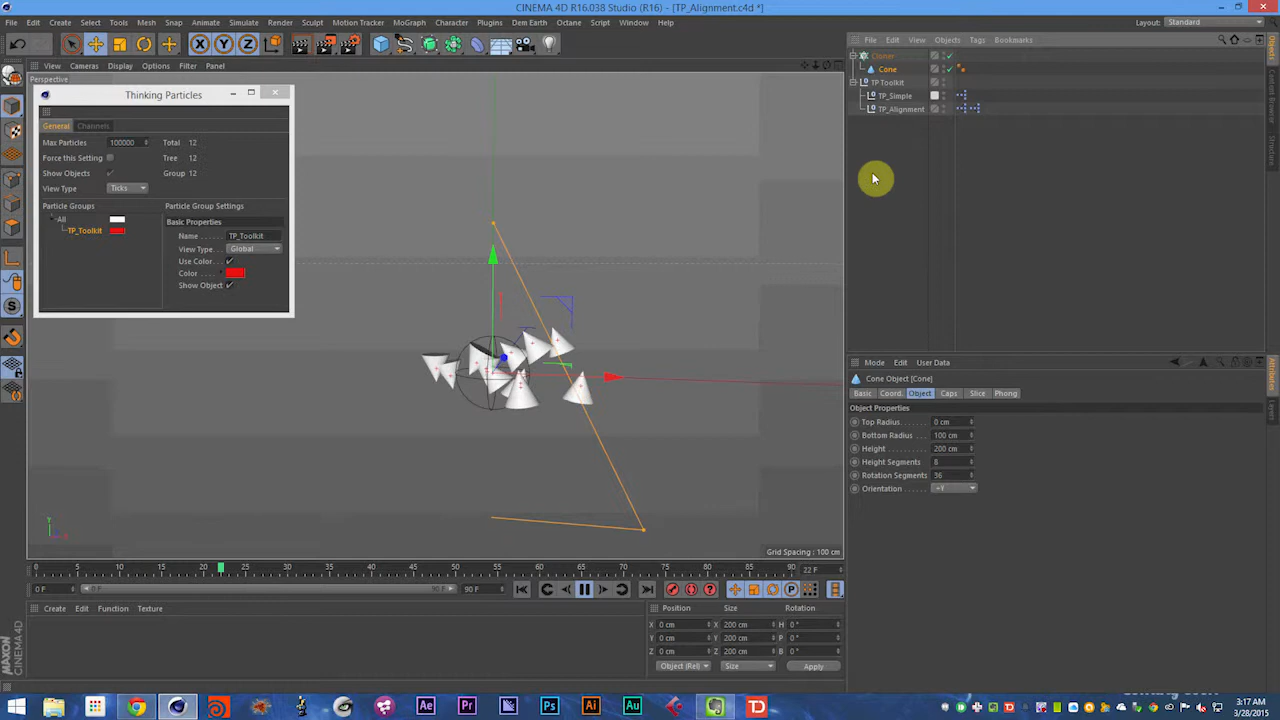 CINEMA 4D R16.038 Studio (R16) - [TP_Alignment.c4d *]
File Edit Create Select Tools Mesh Snap Animate Simulate Render Sculpt Motion Tracker MoGraph Character Plugins Dem Earth Octane Script Window Help
Layout: Standard
View Cameras Display Options Filter Panel
Perspective
Thinking Particles
General Channels
Max Particles 100000 Total 12
Force this Setting Tree 12
Show Objects Group 12
View Type Ticks
Particle Groups Particle Group Settings
All Basic Properties
TP_Toolkit Name TP_Toolkit
View Type Global
Use Color
Color
Show Object
Grid Spacing : 100 cm
File Edit View Objects Tags Bookmarks
Cloner
Cone
TP.Toolkit
TP_Simple
TP_Alignment
Objects
Content Browser
Structure
Mode Edit User Data
Cone Object [Cone]
Basic Coord. Object Caps Slice Phong
Object Properties
Top Radius 0 cm
Bottom Radius 100 cm
Height 200 cm
Height Segments 8
Rotation Segments 36
Orientation +Y
Attributes
Layers
0 5 10 15 20 25 30 35 40 45 50 55 60 65 70 75 80 85 90 22 F
0 F 0 F 90 F 90 F
Create Edit Function Texture
Position Size Rotation
X 0 cm X 200 cm H 0 °
Y 0 cm Y 200 cm P 0 °
Z 0 cm Z 200 cm B 0 °
Object (Rel) Size Apply
MAXON CINEMA 4D
3:17 AM
3/28/2015